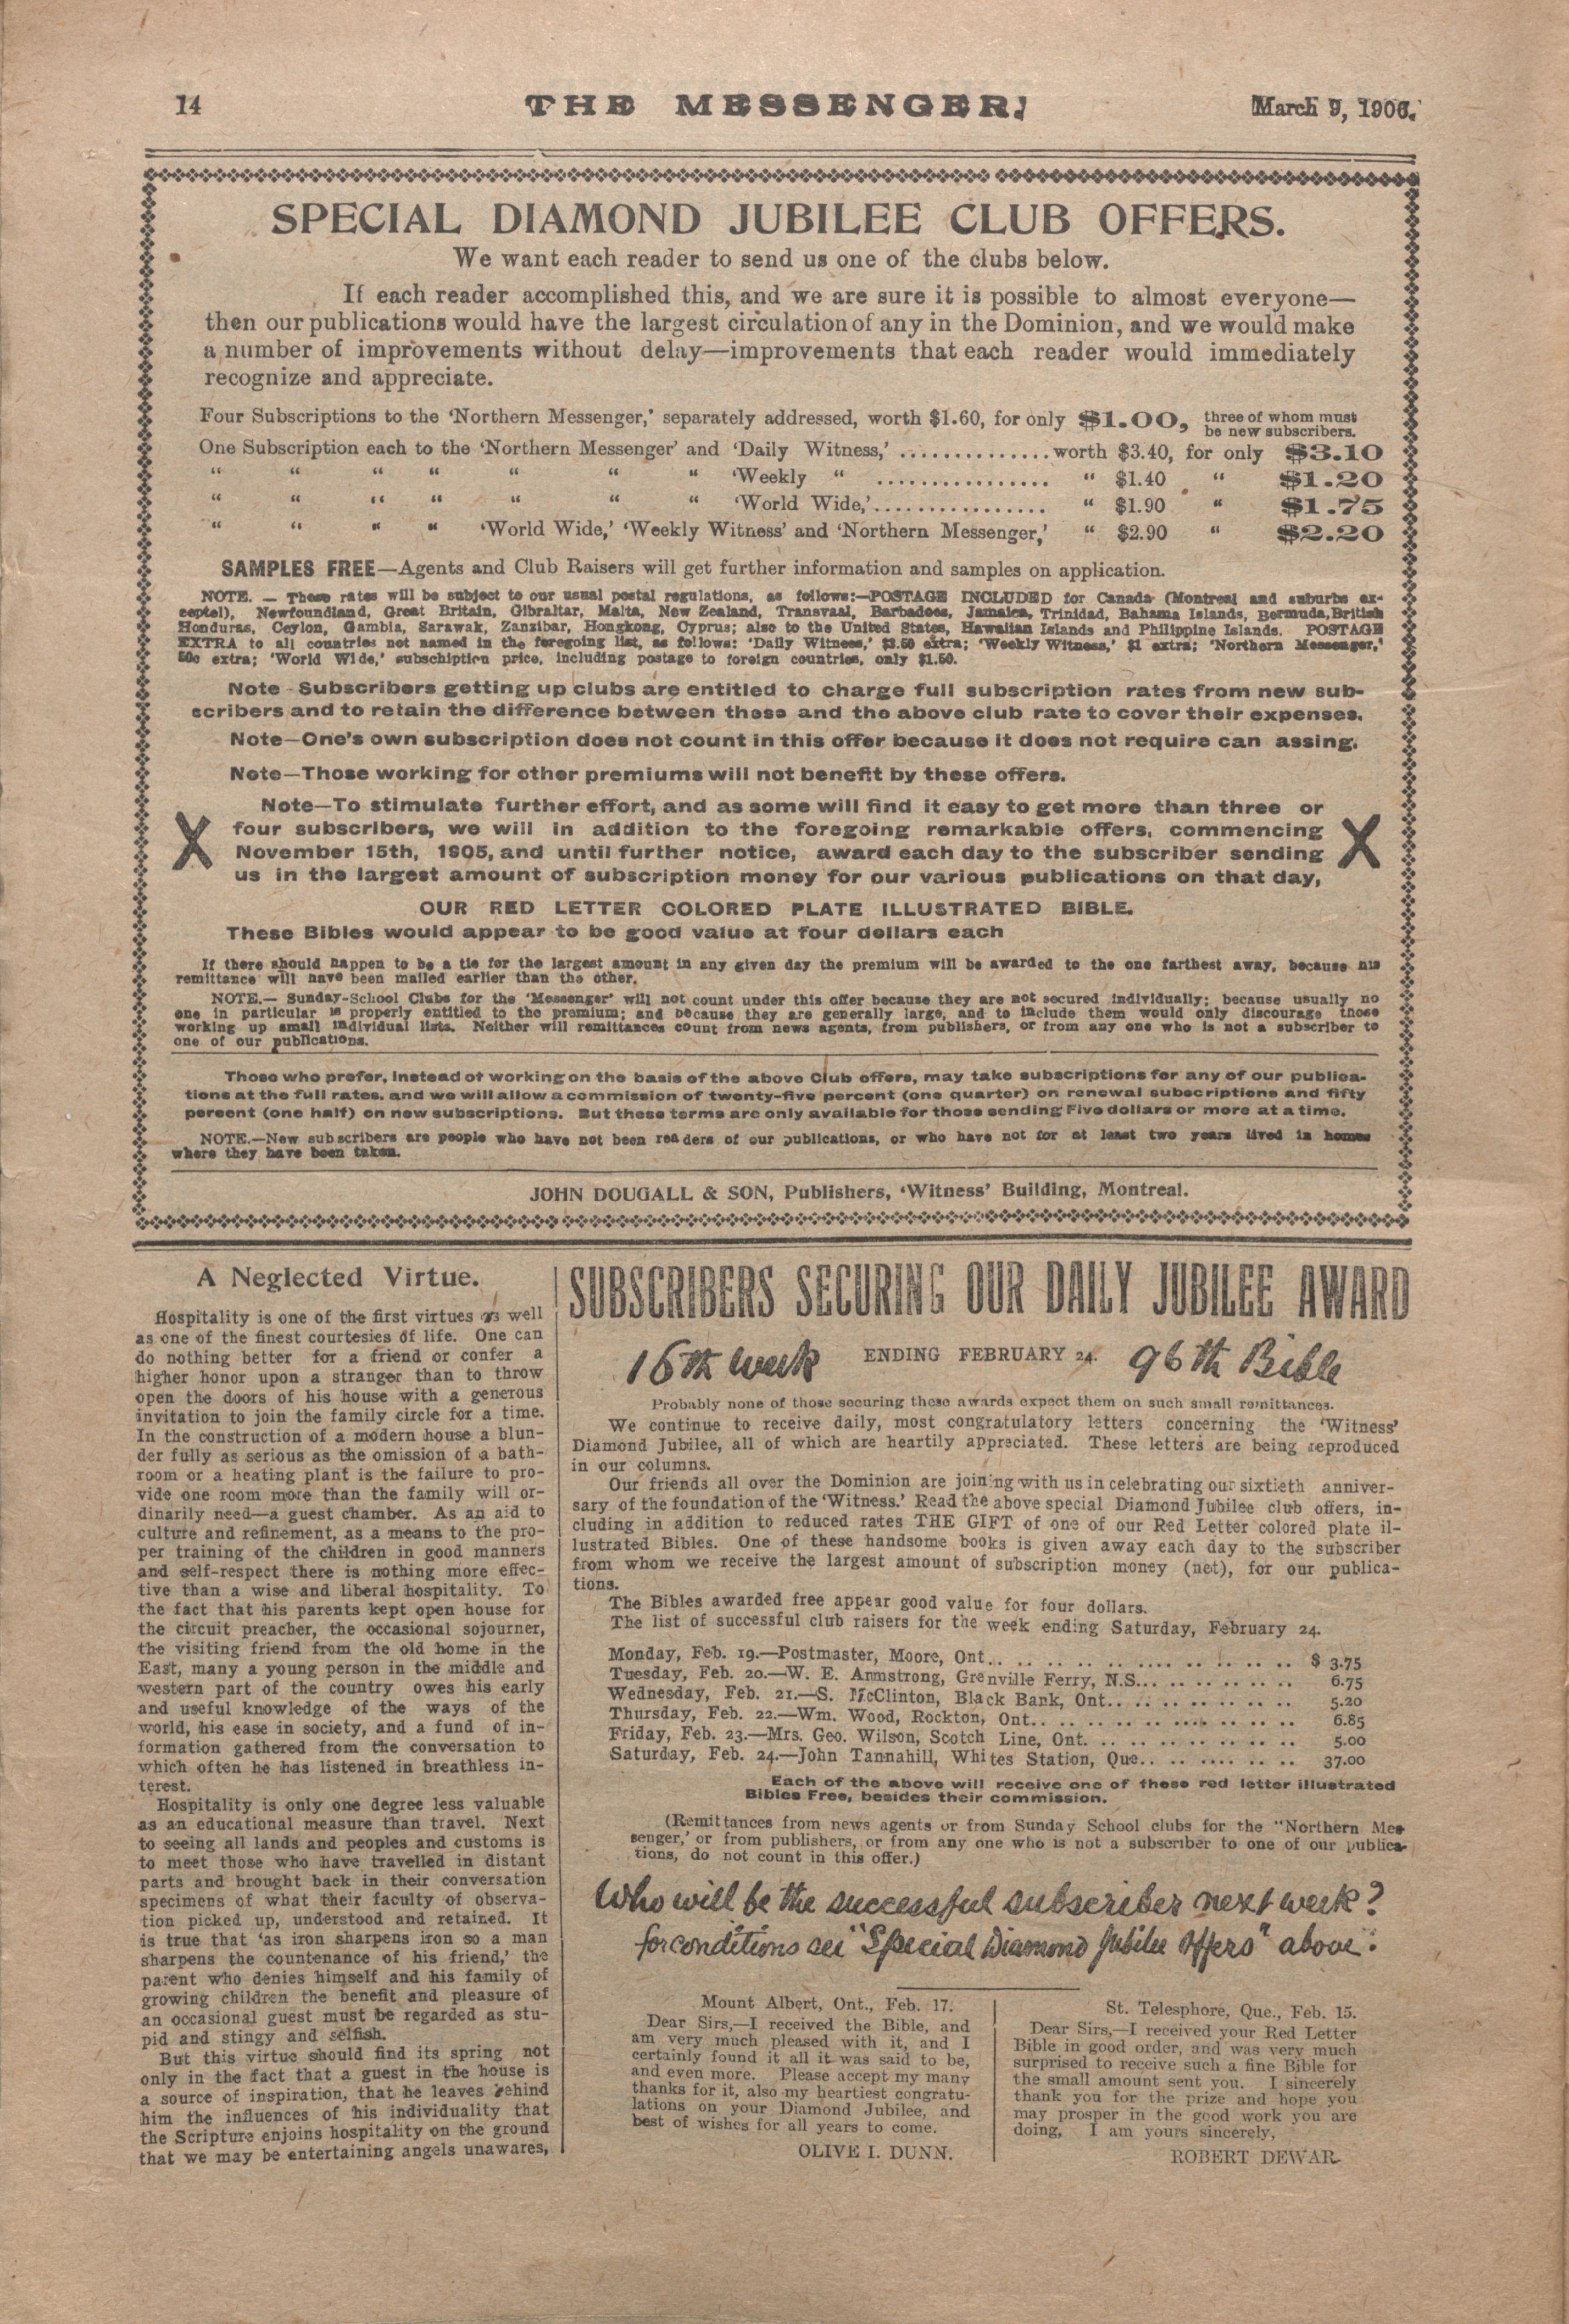 14
THE MESSENGER.
March 9, 1906.
SPECIAL DIAMOND JUBILEE CLUB OFFERS.
We want each reader to send us one of the clubs below.
If each reader accomplished this, and we are sure it is possible to almost everyone—
then our publications would have the largest circulation of any in the Dominion, and we would make
a number of improvements without delay—improvements that each reader would immediately
recognize and appreciate.
Four Subscriptions to the 'Northern Messenger,' separately addressed, worth $1.60, for only $1.00, three of whom must
be new subscribers.
One Subscription each to the 'Northern Messenger' and 'Daily Witness,' .............. worth $3.40, for only $3.10
" " " " " " " 'Weekly " ................ " $1.40 " $1.20
" " " " " " " 'World Wide,'................ " $1.90 " $1.75
" " " " 'World Wide,' 'Weekly Witness' and 'Northern Messenger,' " $2.90 " $2.20
SAMPLES FREE—Agents and Club Raisers will get further information and samples on application.
NOTE. — These rates will be subject to our usual postal regulations, as follows:—POSTAGE INCLUDED for Canada (Montreal and suburbs ex-
cepted), Newfoundland, Great Britain, Gibraltar, Malta, New Zealand, Transvaal, Barbadoes, Jamaica, Trinidad, Bahama Islands, Bermuda, British
Honduras, Ceylon, Gambia, Sarawak, Zanzibar, Hongkong, Cyprus; also to the United States, Hawaiian Islands and Philippine Islands. POSTAGE
EXTRA to all countries not named in the foregoing list, as follows: 'Daily Witness,' $3.50 extra; 'Weekly Witness,' $1 extra; 'Northern Messenger,'
50c extra; 'World Wide,' subschipticn price, including postage to foreign countries, only $1.50.
Note - Subscribers getting up clubs are entitled to charge full subscription rates from new sub-
scribers and to retain the difference between these and the above club rate to cover their expenses.
Note—One's own subscription does not count in this offer because it does not require can assing.
Note—Those working for other premiums will not benefit by these offers.
Note—To stimulate further effort, and as some will find it easy to get more than three or
X four subscribers, we will in addition to the foregoing remarkable offers, commencing X
November 15th, 1905, and until further notice, award each day to the subscriber sending
us in the largest amount of subscription money for our various publications on that day,
OUR RED LETTER COLORED PLATE ILLUSTRATED BIBLE.
These Bibles would appear to be good value at four dollars each
If there should happen to be a tie for the largest amount in any given day the premium will be awarded to the one farthest away, because his
remittance will have been mailed earlier than the other.
NOTE.— Sunday-School Clubs for the 'Messenger' will not count under this offer because they are not secured individually; because usually no
one in particular is properly entitled to the premium; and because they are generally large, and to include them would only discourage those
working up small individual lists. Neither will remittances count from news agents, from publishers, or from any one who is not a subscriber to
one of our publications.
Those who prefer, instead of working on the basis of the above Club offers, may take subscriptions for any of our publica-
tions at the full rates, and we will allow a commission of twenty-five percent (one quarter) on renewal subscriptions and fifty
percent (one half) on new subscriptions. But these terms are only available for those sending Five dollars or more at a time.
NOTE.—New subscribers are people who have not been readers of our publications, or who have not for at least two years lived in homes
where they have been taken.
JOHN DOUGALL & SON, Publishers, 'Witness' Building, Montreal.
A Neglected Virtue.
Hospitality is one of the first virtues as well
as one of the finest courtesies of life. One can
do nothing better for a friend or confer a
higher honor upon a stranger than to throw
open the doors of his house with a generous
invitation to join the family circle for a time.
In the construction of a modern house a blun-
der fully as serious as the omission of a bath-
room or a heating plant is the failure to pro-
vide one room more than the family will or-
dinarily need—a guest chamber. As an aid to
culture and refinement, as a means to the pro-
per training of the children in good manners
and self-respect there is nothing more effec-
tive than a wise and liberal hospitality. To
the fact that his parents kept open house for
the circuit preacher, the occasional sojourner,
the visiting friend from the old home in the
East, many a young person in the middle and
western part of the country owes his early
and useful knowledge of the ways of the
world, his ease in society, and a fund of in-
formation gathered from the conversation to
which often he has listened in breathless in-
terest.
Hospitality is only one degree less valuable
as an educational measure than travel. Next
to seeing all lands and peoples and customs is
to meet those who have travelled in distant
parts and brought back in their conversation
specimens of what their faculty of observa-
tion picked up, understood and retained. It
is true that 'as iron sharpens iron so a man
sharpens the countenance of his friend,' the
parent who denies himself and his family of
growing children the benefit and pleasure of
an occasional guest must be regarded as stu-
pid and stingy and selfish.
But this virtue should find its spring not
only in the fact that a guest in the house is
a source of inspiration, that he leaves behind
him the influences of his individuality that
the Scripture enjoins hospitality on the ground
that we may be entertaining angels unawares,
SUBSCRIBERS SECURING OUR DAILY JUBILEE AWARD
16th week ENDING FEBRUARY 24. 96th Bible
Probably none of those securing these awards expect them on such small remittances.
We continue to receive daily, most congratulatory letters concerning the 'Witness'
Diamond Jubilee, all of which are heartily appreciated. These letters are being reproduced
in our columns.
Our friends all over the Dominion are joining with us in celebrating our sixtieth anniver-
sary of the foundation of the 'Witness.' Read the above special Diamond Jubilee club offers, in-
cluding in addition to reduced rates THE GIFT of one of our Red Letter colored plate il-
lustrated Bibles. One of these handsome books is given away each day to the subscriber
from whom we receive the largest amount of subscription money (net), for our publica-
tions.
The Bibles awarded free appear good value for four dollars.
The list of successful club raisers for the week ending Saturday, February 24.
Monday, Feb. 19.—Postmaster, Moore, Ont.. .. .. .. .. .. .... .. .. .. .. $ 3.75
Tuesday, Feb. 20.—W. E. Armstrong, Grenville Ferry, N.S... .. .. .. .. .. 6.75
Wednesday, Feb. 21.—S. McClinton, Black Bank, Ont.. .. .. .. .. .. .. .. 5.20
Thursday, Feb. 22.—Wm. Wood, Rockton, Ont.. .. .. .. .. .... .. .. .. 6.85
Friday, Feb. 23.—Mrs. Geo. Wilson, Scotch Line, Ont. .. .. .. .. .. .. .. .. 5.00
Saturday, Feb. 24.—John Tannahill, Whites Station, Que.. .. .. .... .. .. 37.00
Each of the above will receive one of these red letter illustrated
Bibles Free, besides their commission.
(Remittances from news agents or from Sunday School clubs for the "Northern Mes-
senger,' or from publishers, or from any one who is not a subscriber to one of our publica-
tions, do not count in this offer.)
Who will be the successful subscriber next week?
for conditions see "Special Diamond Jubilee Offers" above.
Mount Albert, Ont., Feb. 17.
Dear Sirs,—I received the Bible, and
am very much pleased with it, and I
certainly found it all it was said to be,
and even more. Please accept my many
thanks for it, also my heartiest congratu-
lations on your Diamond Jubilee, and
best of wishes for all years to come.
OLIVE I. DUNN.
St. Telesphore, Que., Feb. 15.
Dear Sirs,—I received your Red Letter
Bible in good order, and was very much
surprised to receive such a fine Bible for
the small amount sent you. I sincerely
thank you for the prize and hope you
may prosper in the good work you are
doing, I am yours sincerely,
ROBERT DEWAR.